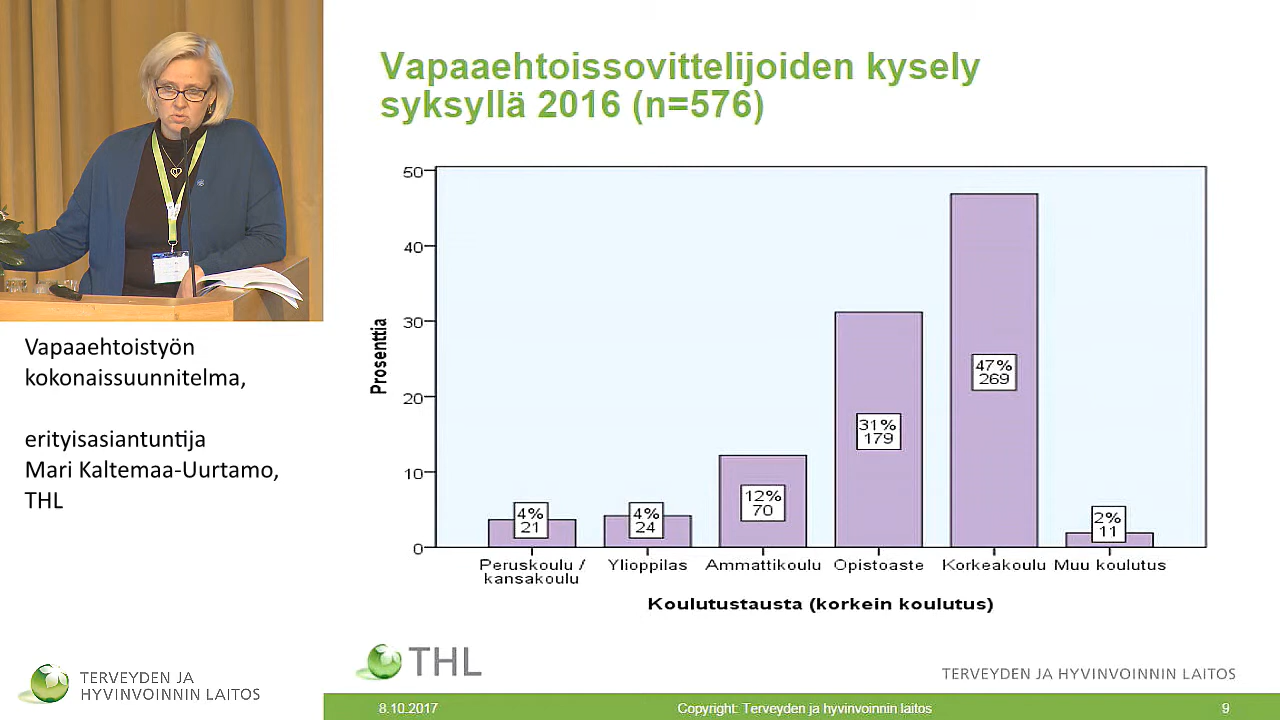 Vapaaehtoissovittelijoiden kysely
syksyllä 2016 (n=576)
50
40
30
20
10
0
Prosenttia
4%
21
4%
24
12%
70
31%
179
47%
269
2%
11
Peruskoulu /
kansakoulu
Ylioppilas
Ammattikoulu
Opistoaste
Korkeakoulu
Muu koulutus
Koulutustausta (korkein koulutus)
Vapaaehtoistyön
kokonaissuunnitelma,
erityisasiantuntija
Mari Kaltemaa-Uurtamo,
THL
TERVEYDEN JA
HYVINVOINNIN LAITOS
THL
TERVEYDEN JA HYVINVOINNIN LAITOS
8.10.2017
Copyright: Terveyden ja hyvinvoinnin laitos
9